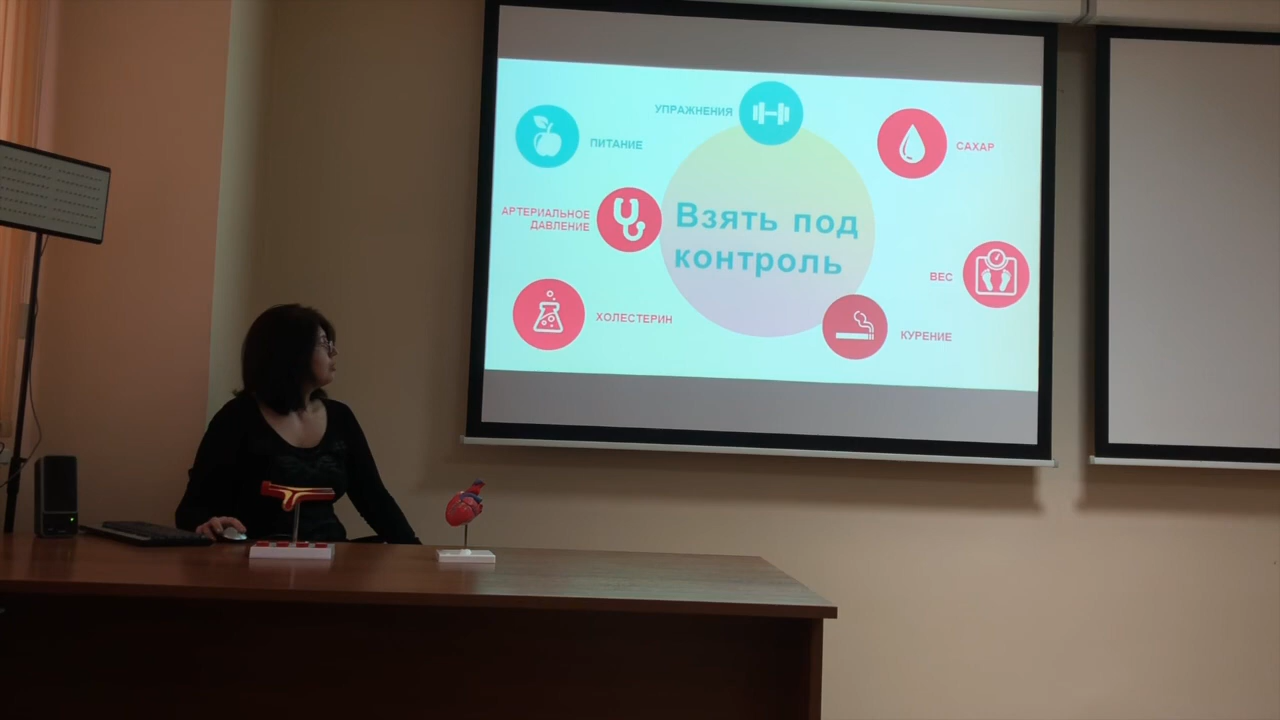 УПРАЖНЕНИЯ
ПИТАНИЕ
САХАР
АРТЕРИАЛЬНОЕ
ДАВЛЕНИЕ
Взять под
контроль
ВЕС
ХОЛЕСТЕРИН
КУРЕНИЕ